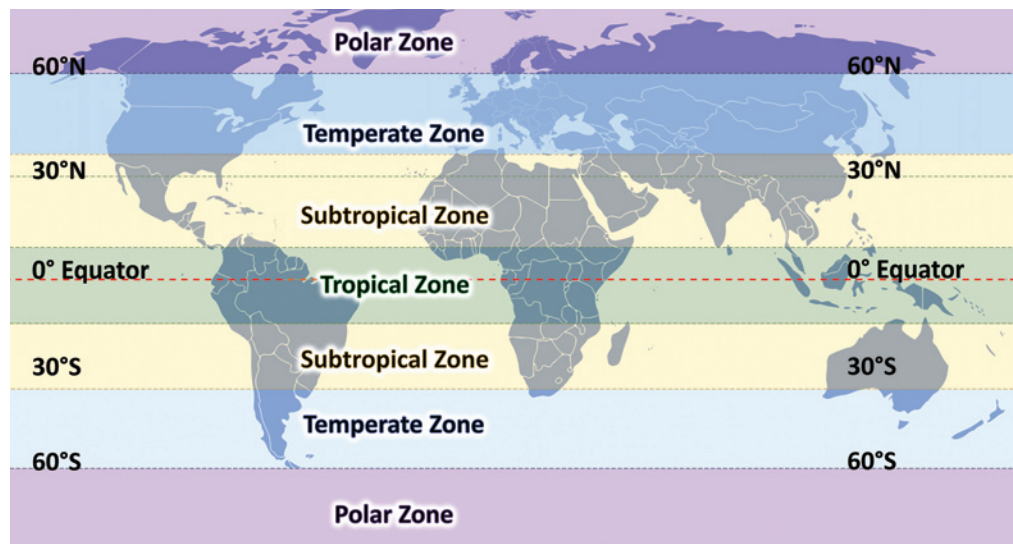 Polar Zone
60°N 60°N
Temperate Zone
30°N 30°N
Subtropical Zone
0° Equator 0° Equator
Tropical Zone
Subtropical Zone
30°S 30°S
Temperate Zone
60°S 60°S
Polar Zone